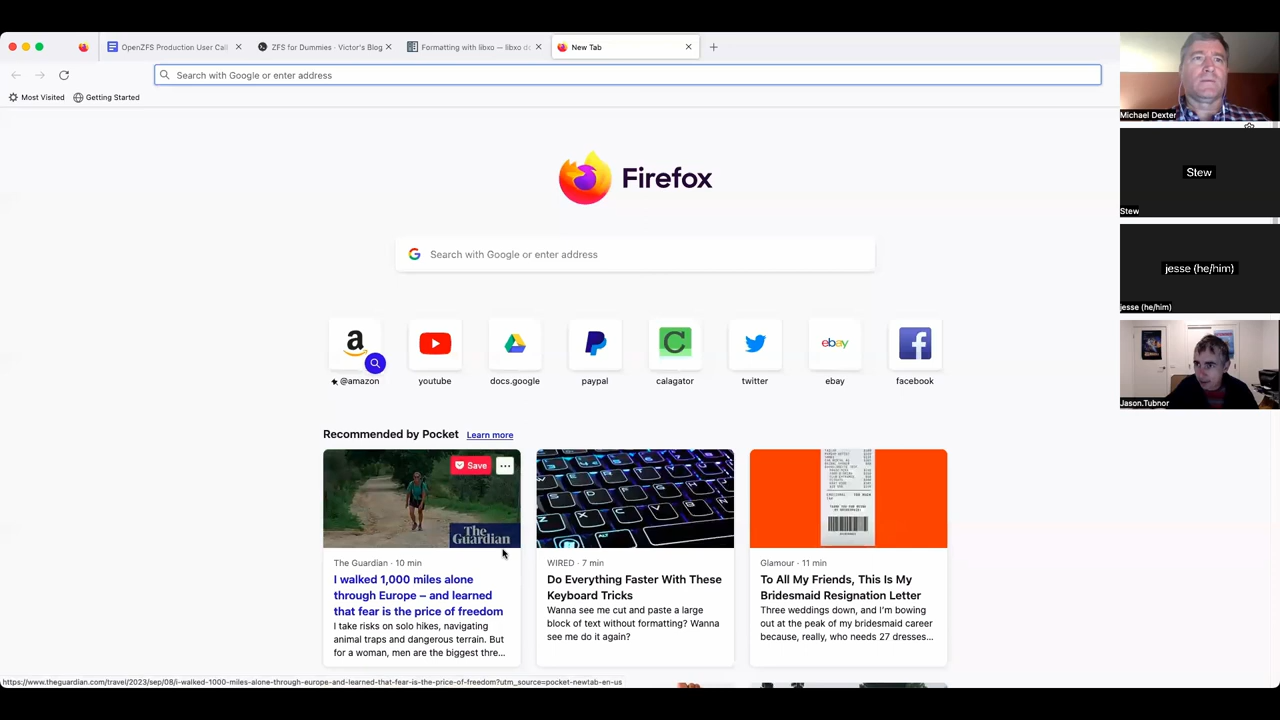 OpenZFS Production User Call
ZFS for Dummies · Victor's Blog
Formatting with libxo — libxo do
New Tab
Search with Google or enter address
Most Visited
Getting Started
Firefox
Search with Google or enter address
@amazon
youtube
docs.google
paypal
calagator
twitter
ebay
ebay
facebook
Recommended by Pocket
Learn more
Save
The Guardian
The Guardian · 10 min
I walked 1,000 miles alone
through Europe – and learned
that fear is the price of freedom
I take risks on solo hikes, navigating
animal traps and dangerous terrain. But
for a woman, men are the biggest thre...
WIRED · 7 min
Do Everything Faster With These
Keyboard Tricks
Wanna see me cut and paste a large
block of text without formatting? Wanna
see me do it again?
Glamour · 11 min
To All My Friends, This Is My
Bridesmaid Resignation Letter
Three weddings down, and I'm bowing
out at the peak of my bridesmaid career
because, really, who needs 27 dresses...
https://www.theguardian.com/travel/2023/sep/08/i-walked-1000-miles-alone-through-europe-and-learned-that-fear-is-the-price-of-freedom?utm_source=pocket-newtab-en-us
Michael Dexter
Stew
Stew
jesse (he/him)
jesse (he/him)
Jason.Tubnor